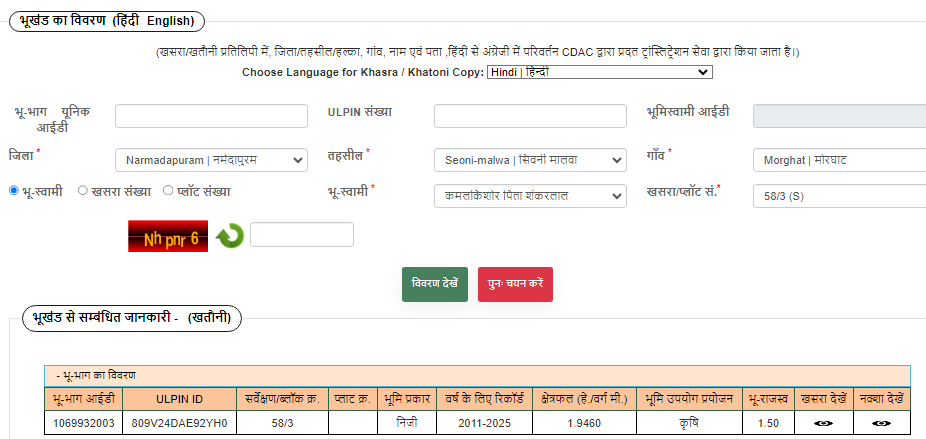 भूखंड का विवरण (हिंदी English)
(खसरा/खतौनी प्रतिलिपी में, जिला/तहसील/हल्का, गांव, नाम एवं पता ,हिंदी से अंग्रेजी में परिवर्तन CDAC द्वारा प्रदत ट्रांस्लिट्रेशन सेवा द्वारा किया जाता है।)
Choose Language for Khasra / Khatoni Copy: Hindi | हिन्दी
भू-भाग यूनिक आईडी ULPIN संख्या भूमिस्वामी आईडी
जिला * Narmadapuram | नर्मदापुरम तहसील * Seoni-malwa | सिवनी मालवा गाँव * Morghat | मोरघाट
भू-स्वामी खसरा संख्या प्लॉट संख्या भू-स्वामी * कमलकिशोर पिता शंकरलाल खसरा/प्लॉट सं.* 58/3 (S)
Nh pnr 6
विवरण देखें पुनः चयन करें
भूखंड से सम्बंधित जानकारी - (खतौनी)
- भू-भाग का विवरण
भू-भाग आईडी ULPIN ID सर्वेक्षण/ब्लॉक क्र. प्लाट क्र. भूमि प्रकार वर्ष के लिए रिकॉर्ड क्षेत्रफल (हे./वर्ग मी.) भूमि उपयोग प्रयोजन भू-राजस्व खसरा देखें नक्शा देखें
1069932003 809V24DAE92YH0 58/3 निजी 2011-2025 1.9460 कृषि 1.50